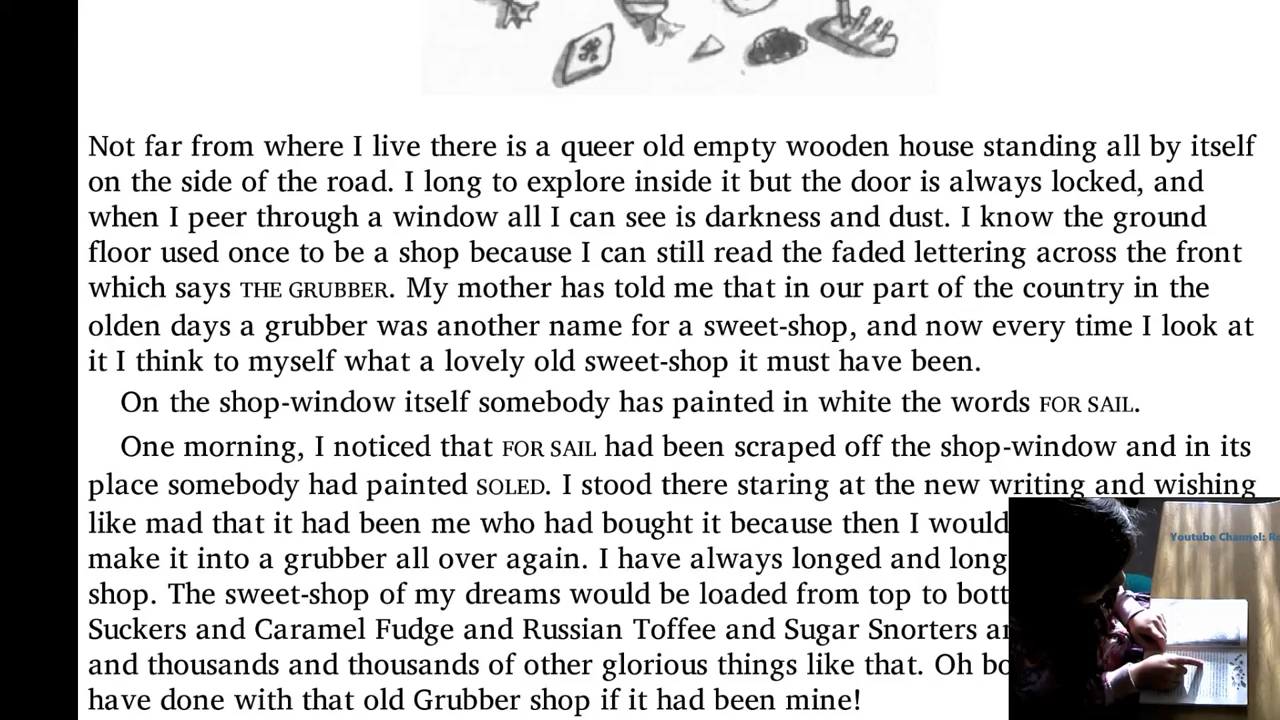 Not far from where I live there is a queer old empty wooden house standing all by itself
on the side of the road. I long to explore inside it but the door is always locked, and
when I peer through a window all I can see is darkness and dust. I know the ground
floor used once to be a shop because I can still read the faded lettering across the front
which says THE GRUBBER. My mother has told me that in our part of the country in the
olden days a grubber was another name for a sweet-shop, and now every time I look at
it I think to myself what a lovely old sweet-shop it must have been.
On the shop-window itself somebody has painted in white the words FOR SAIL.
One morning, I noticed that FOR SAIL had been scraped off the shop-window and in its
place somebody had painted SOLED. I stood there staring at the new writing and wishing
like mad that it had been me who had bought it because then I would
make it into a grubber all over again. I have always longed and long
shop. The sweet-shop of my dreams would be loaded from top to bott
Suckers and Caramel Fudge and Russian Toffee and Sugar Snorters
and thousands and thousands of other glorious things like that. Oh bo
have done with that old Grubber shop if it had been mine!
Youtube Channel: